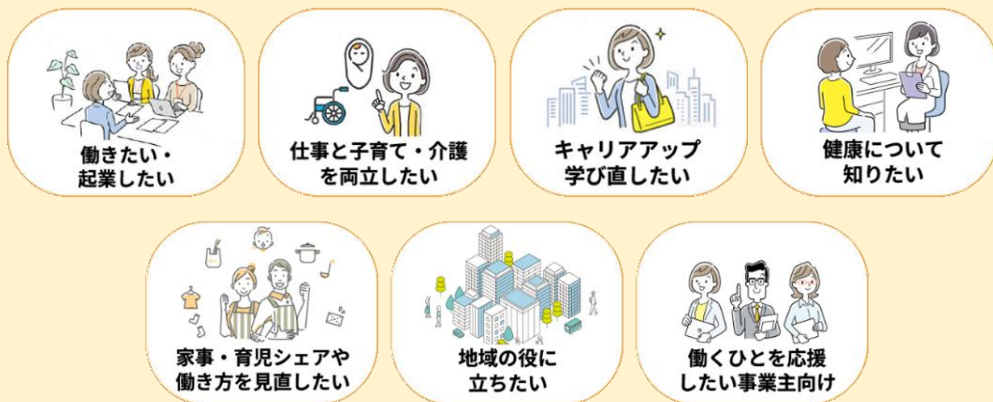 働きたい・
起業したい
仕事と子育て・介護
を両立したい
キャリアアップ
学び直したい
健康について
知りたい
家事・育児シェアや
働き方を見直したい
地域の役に
立ちたい
働くひとを応援
したい事業主向け